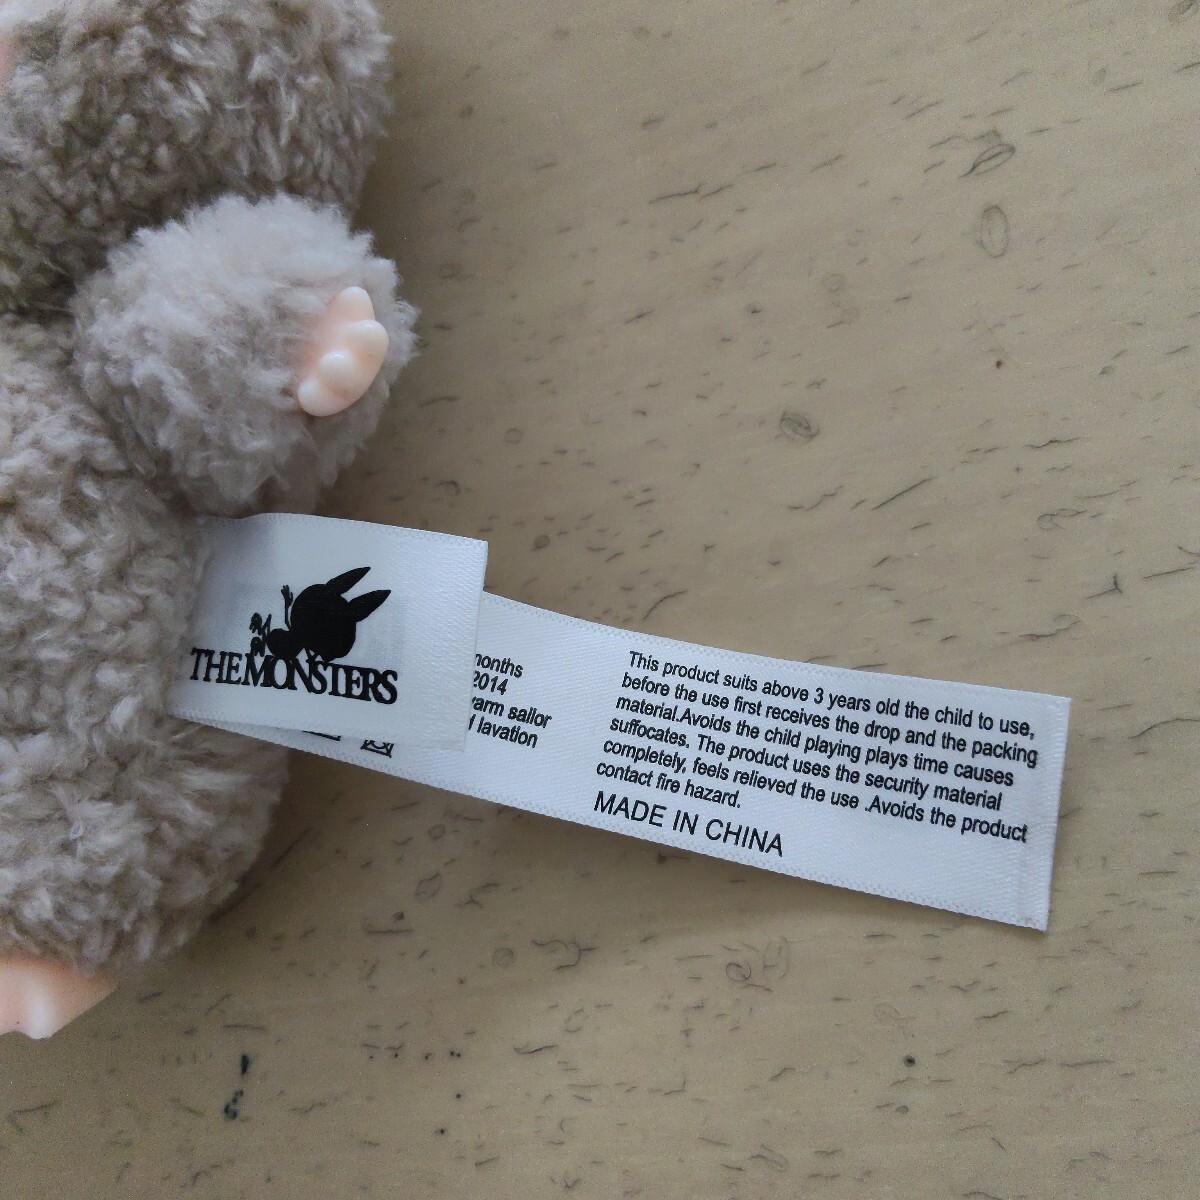 THE MONSTERS
months
2014
warm sailor
lavation
This product suits above 3 years old the child to use,
before the use first receives the drop and the packing
material.Avoids the child playing plays time causes
suffocates. The product uses the security material
completely, feels relieved the use .Avoids the product
contact fire hazard.
MADE IN CHINA